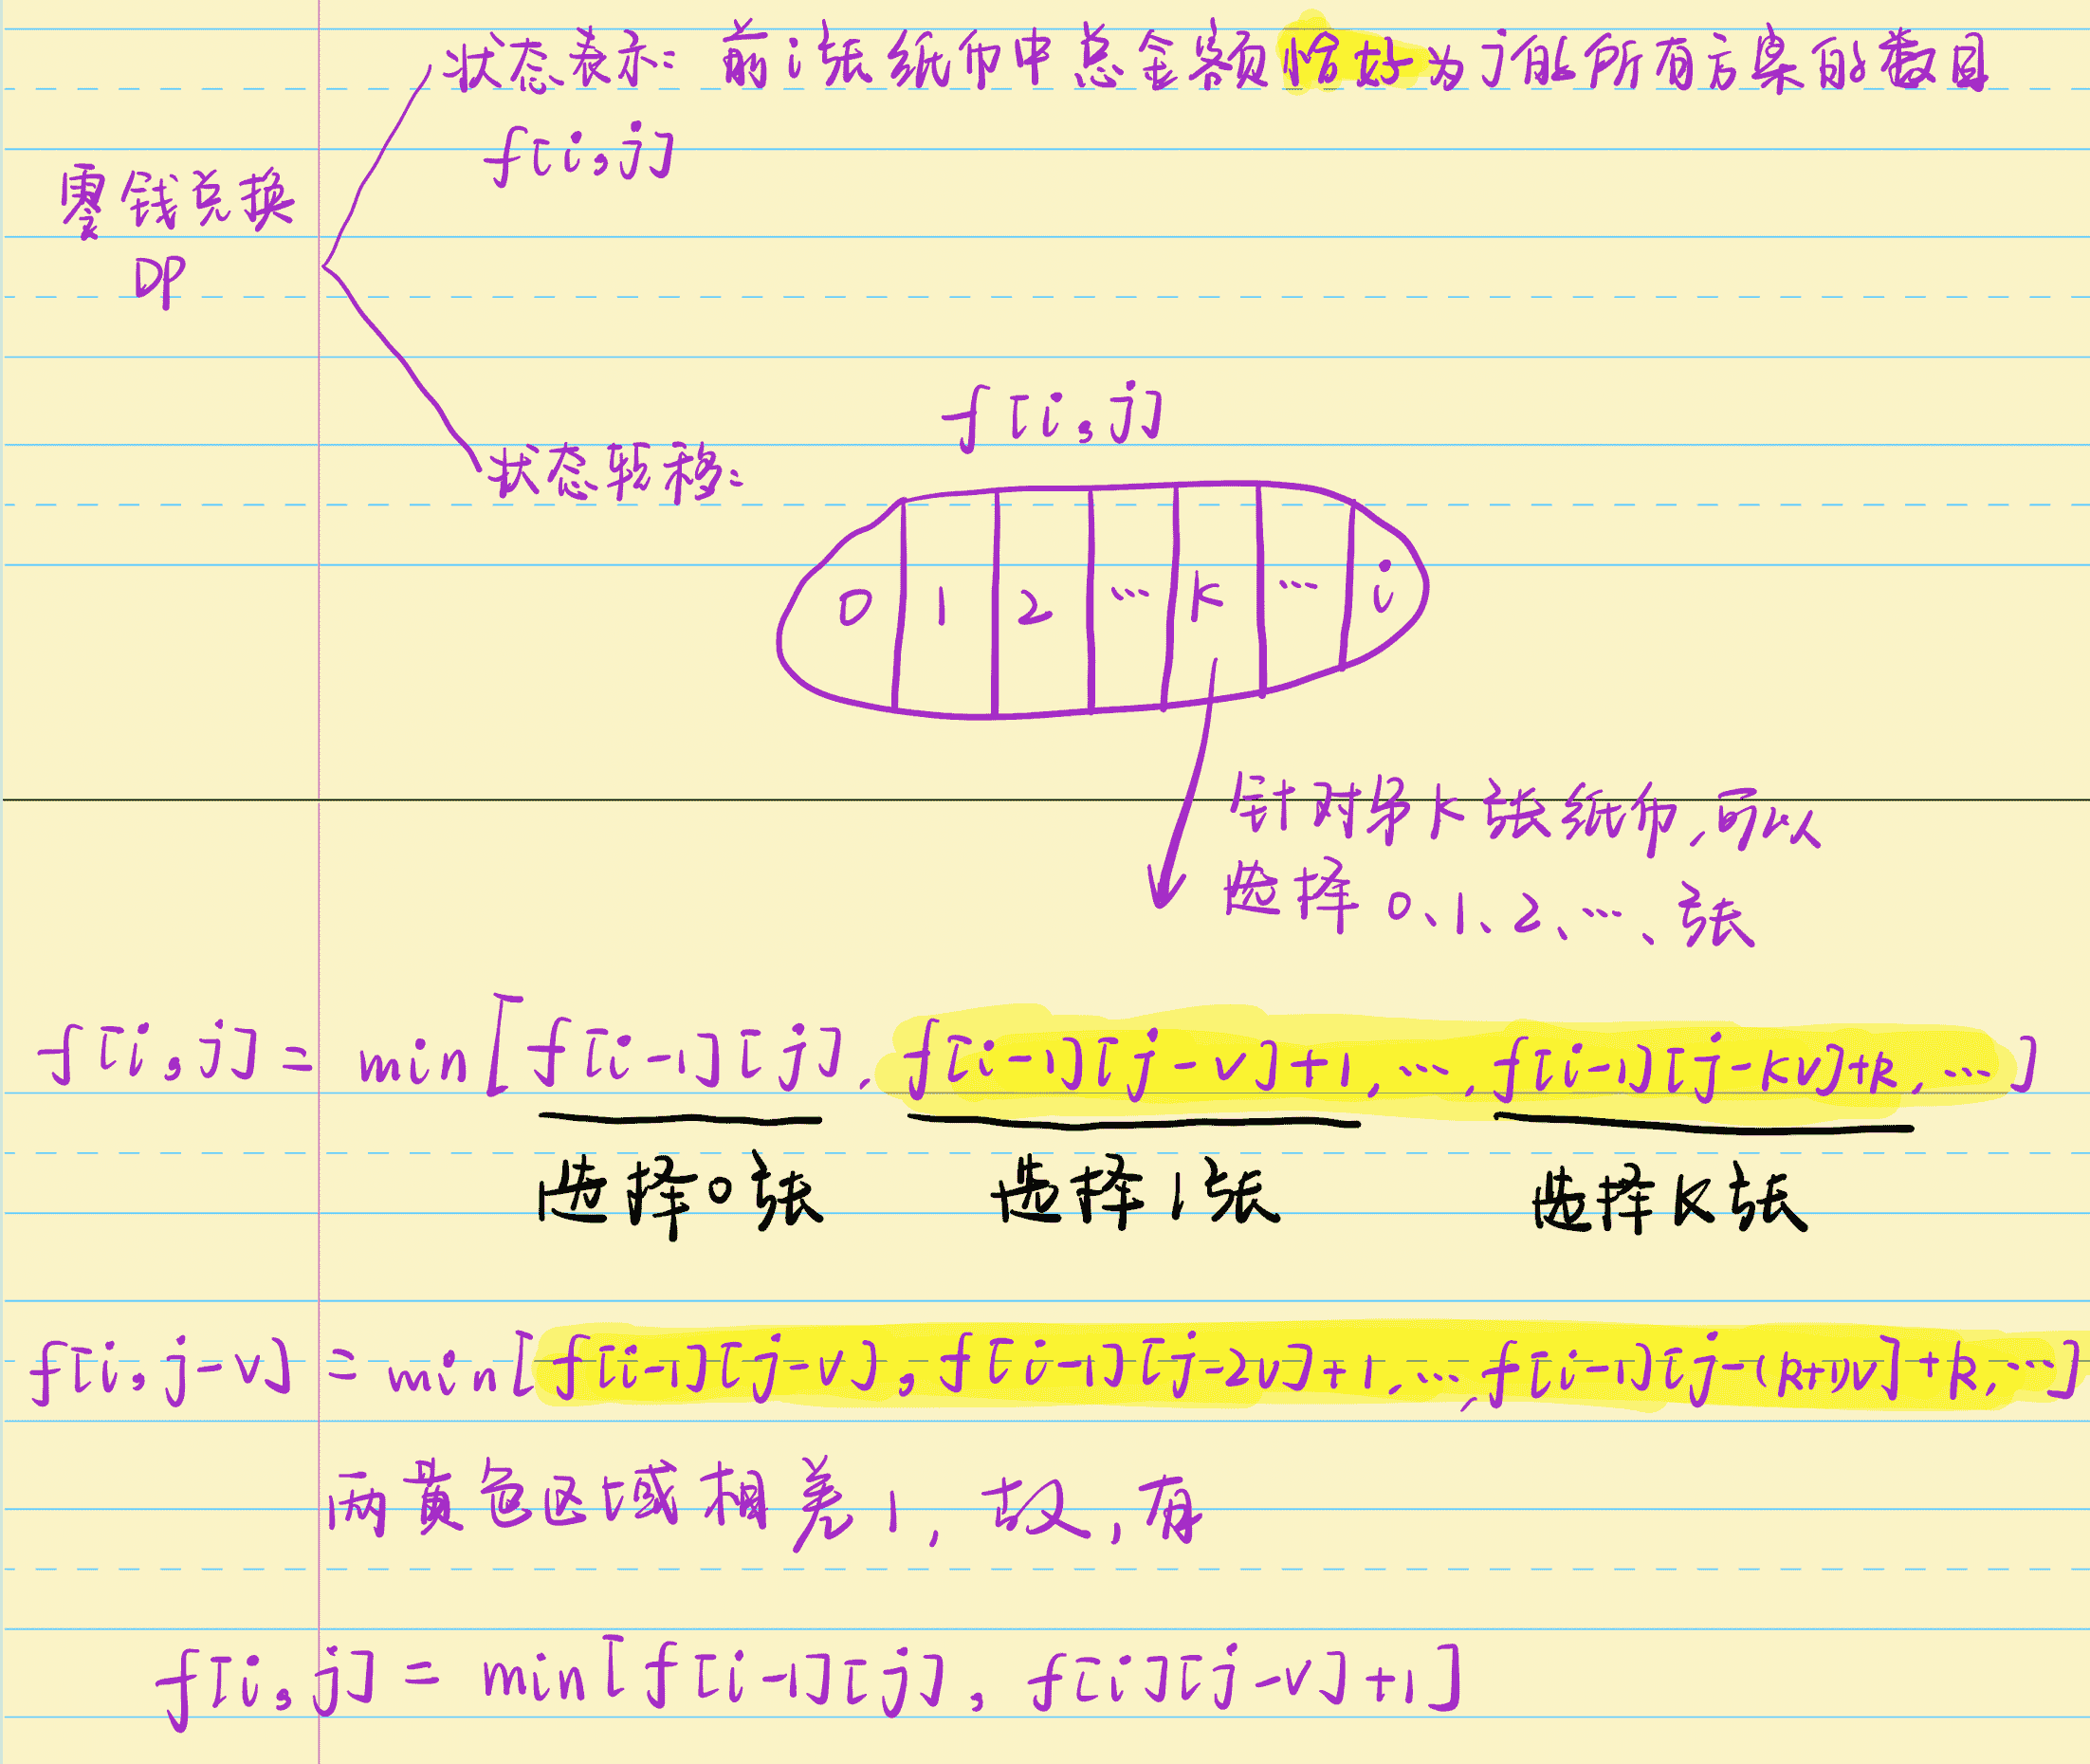 状态表示：前i张纸币中总金额恰好为j的所有方案的数目
f[i,j]
零钱兑换
DP
f[i,j]
状态转移：
0 1 2 … k … i
针对第k张纸币,可以
选择 0、1、2、…、张
f[i,j] = min[f[i-1][j], f[i-1][j-v]+1, …, f[i-1][j-kv]+k, …]
选择0张 选择1张 选择k张
f[i,j-v] = min[f[i-1][j-v], f[i-1][j-2v]+1, …, f[i-1][j-(k+1)v]+k, …]
两黄色区域相差1, 故, 有
f[i,j] = min[f[i-1][j], f[i][j-v]+1]